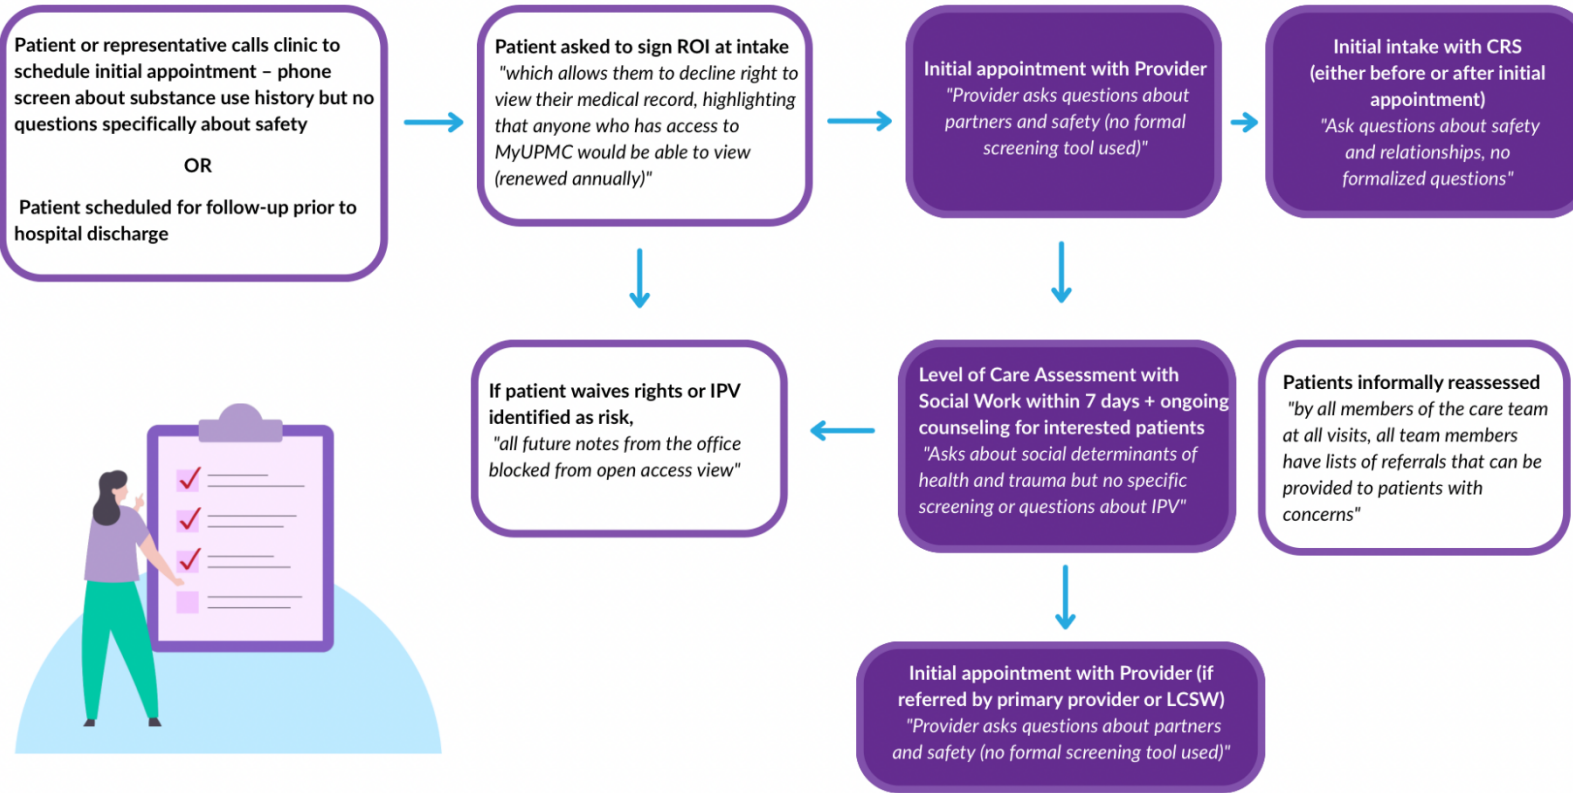 Patient or representative calls clinic to
schedule initial appointment – phone
screen about substance use history but no
questions specifically about safety
OR
Patient scheduled for follow-up prior to
hospital discharge
Patient asked to sign ROI at intake
"which allows them to decline right to
view their medical record, highlighting
that anyone who has access to
MyUPMC would be able to view
(renewed annually)"
Initial appointment with Provider
"Provider asks questions about
partners and safety (no formal
screening tool used)"
Initial intake with CRS
(either before or after initial
appointment)
"Ask questions about safety
and relationships, no
formalized questions"
If patient waives rights or IPV
identified as risk,
"all future notes from the office
blocked from open access view"
Level of Care Assessment with
Social Work within 7 days + ongoing
counseling for interested patients
"Asks about social determinants of
health and trauma but no specific
screening or questions about IPV"
Patients informally reassessed
"by all members of the care team
at all visits, all team members
have lists of referrals that can be
provided to patients with
concerns"
Initial appointment with Provider (if
referred by primary provider or LCSW)
"Provider asks questions about partners
and safety (no formal screening tool used)"